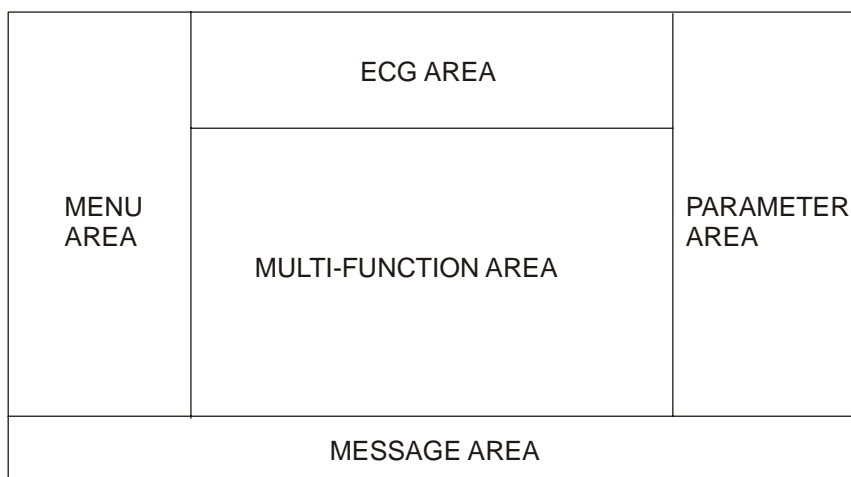 ECG AREA
MENU
AREA
MULTI-FUNCTION AREA
PARAMETER
AREA
MESSAGE AREA